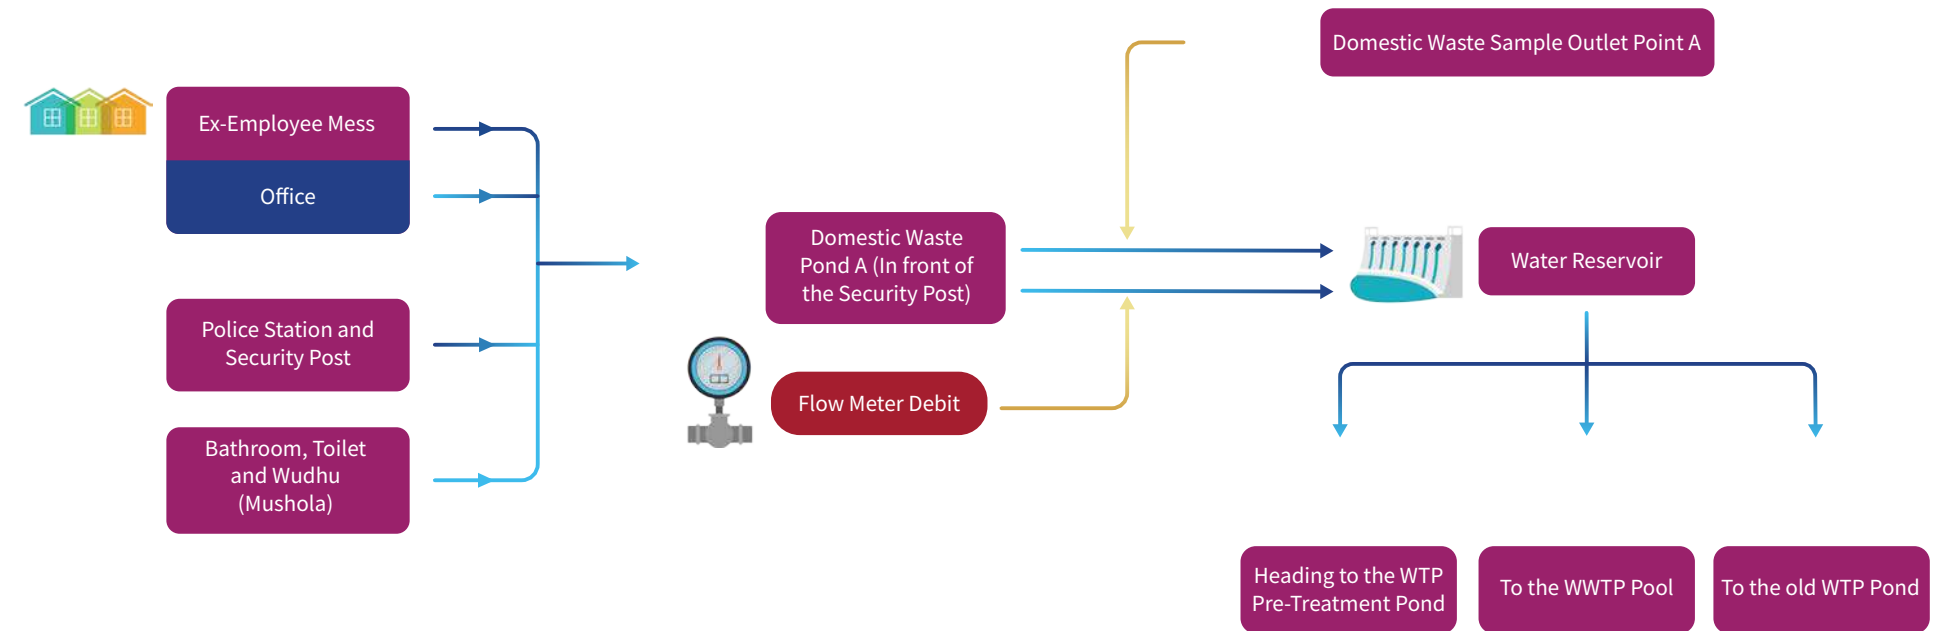 Domestic Waste Sample Outlet Point A
Ex-Employee Mess
Office
Police Station and
Security Post
Bathroom, Toilet
and Wudhu
(Mushola)
Domestic Waste
Pond A (In front of
the Security Post)
Flow Meter Debit
Water Reservoir
Heading to the WTP
Pre-Treatment Pond
To the WWTP Pool
To the old WTP Pond